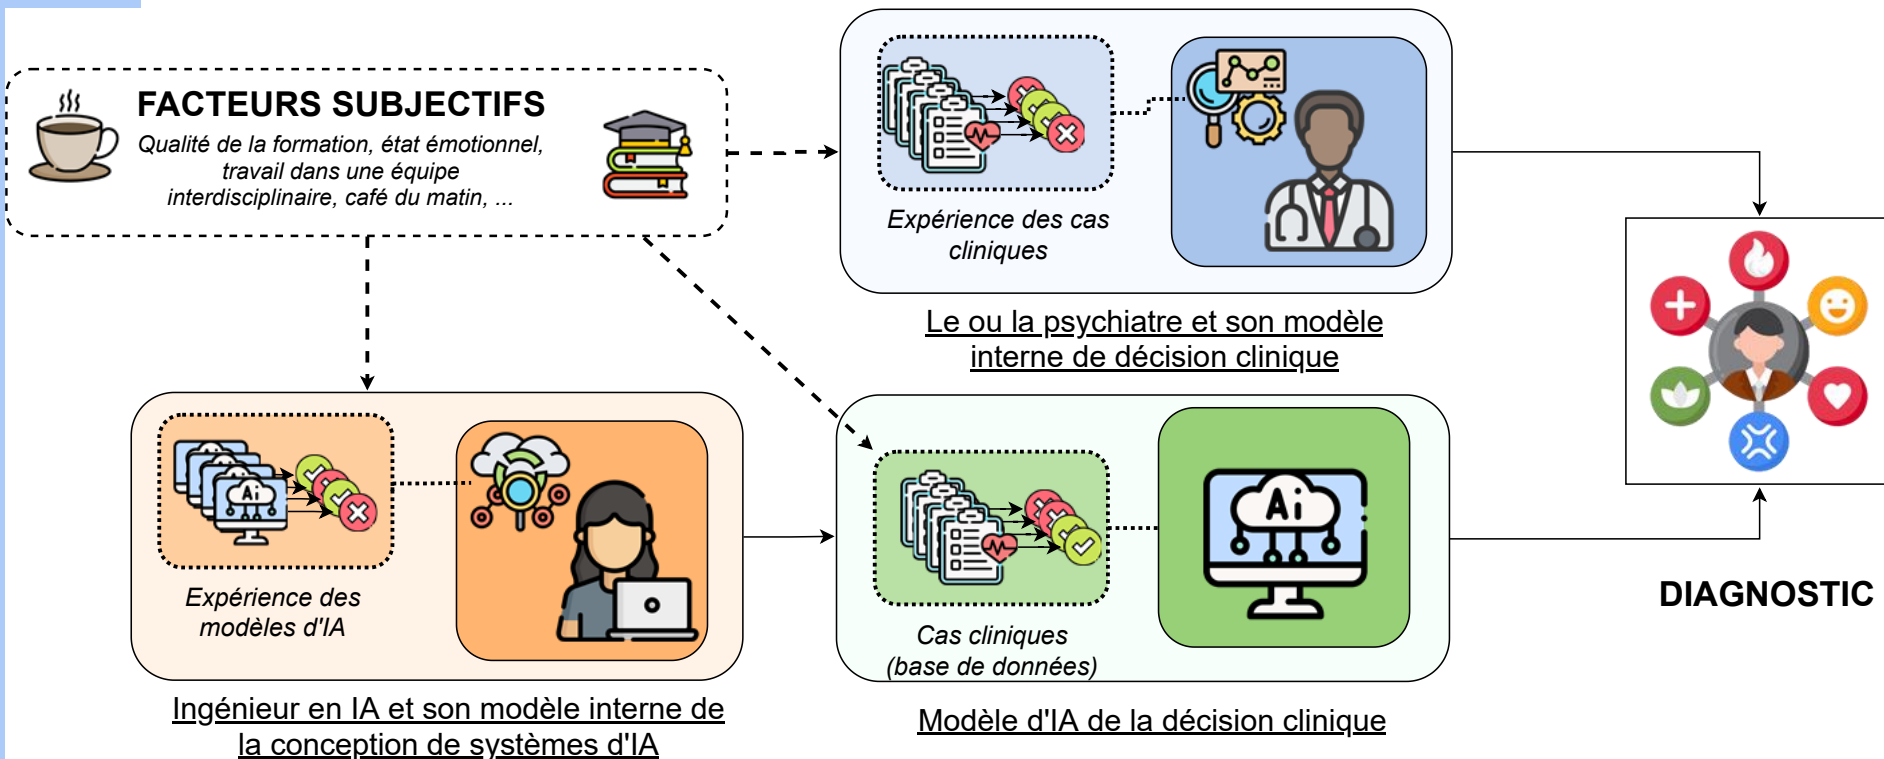 FACTEURS SUBJECTIFS
Qualité de la formation, état émotionnel,
travail dans une équipe
interdisciplinaire, café du matin, ...
Expérience des cas
cliniques
Le ou la psychiatre et son modèle
interne de décision clinique
Ai
Expérience des
modèles d'IA
Ingénieur en IA et son modèle interne de
la conception de systèmes d'IA
Ai
Cas cliniques
(base de données)
Modèle d'IA de la décision clinique
DIAGNOSTIC